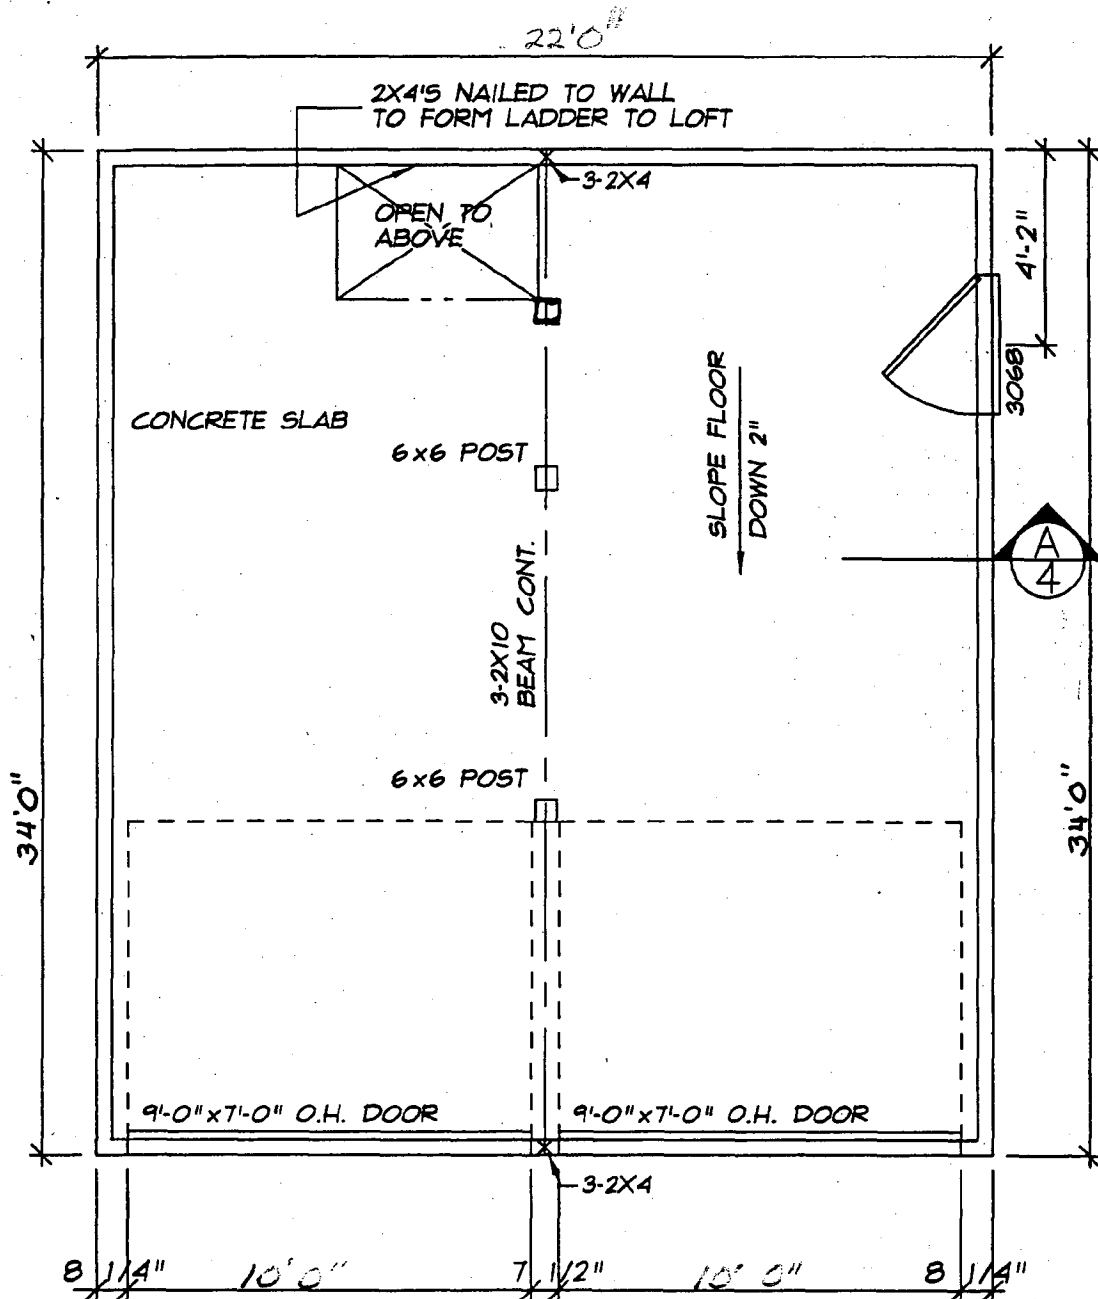 22'0"
2X4'S NAILED TO WALL
TO FORM LADDER TO LOFT
3-2X4
OPEN TO
ABOVE
4'-2"
3068
CONCRETE SLAB
SLOPE FLOOR
DOWN 2"
6x6 POST
A
4
3-2X10
BEAM CONT.
6x6 POST
34'0"
34'0"
9'-0"x7'-0" O.H. DOOR
9'-0"x7'-0" O.H. DOOR
3-2X4
8 1/4"
10'0"
7 1/2"
10'0"
8 1/4"